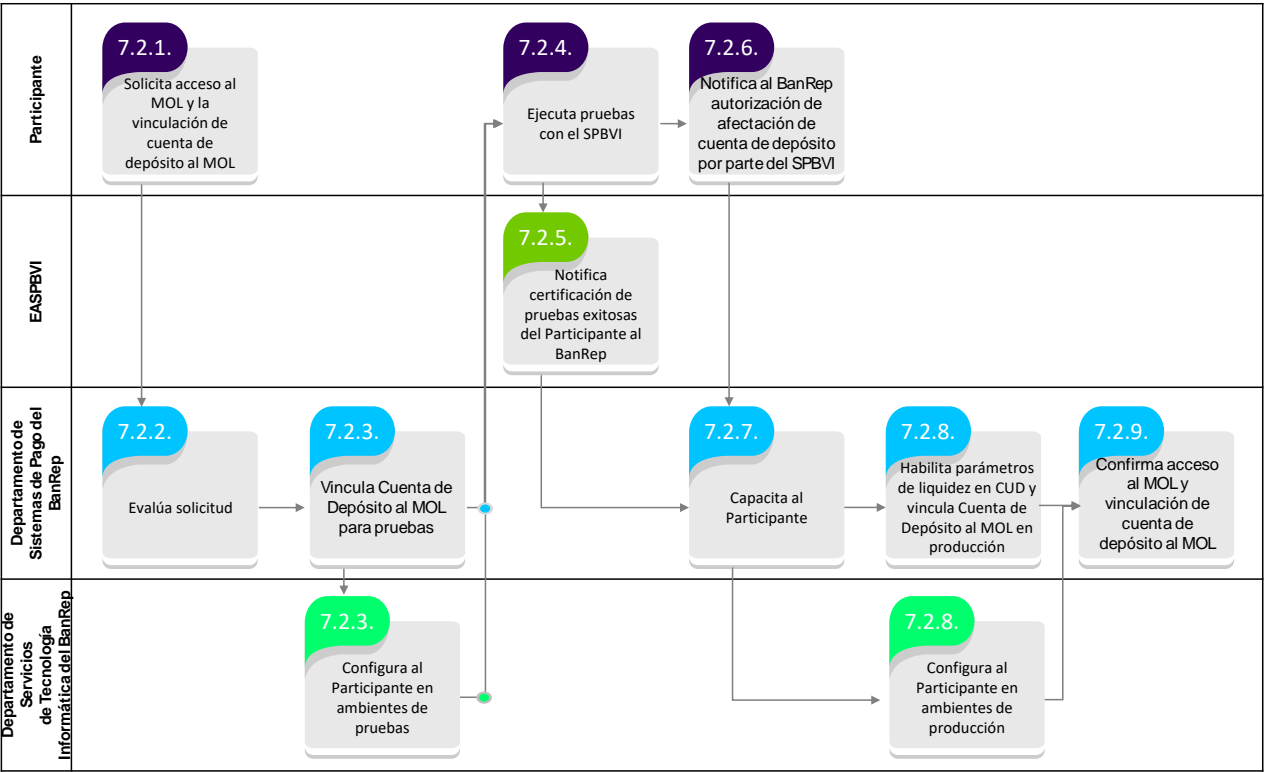 Participante
7.2.1.
Solicita acceso al
MOL y la
vinculación de
cuenta de
depósito al MOL
7.2.4.
Ejecuta pruebas
con el SPBVI
7.2.6.
Notifica al BanRep
autorización de
afectación de
cuenta de depósito
por parte del SPBVI
EASPBVI
7.2.5.
Notifica
certificación de
pruebas exitosas
del Participante al
BanRep
Departamento de
Sistemas de Pago del
BanRep
7.2.2.
Evalúa solicitud
7.2.3.
Vincula Cuenta de
Depósito al MOL
para pruebas
7.2.7.
Capacita al
Participante
7.2.8.
Habilita parámetros
de liquidez en CUD y
vincula Cuenta de
Depósito al MOL en
producción
7.2.9.
Confirma acceso
al MOL y
vinculación de
cuenta de
depósito al MOL
Departamento de
Servicios
de Tecnología
Informática del BanRep
7.2.3.
Configura al
Participante en
ambientes de
pruebas
7.2.8.
Configura al
Participante en
ambientes de
producción